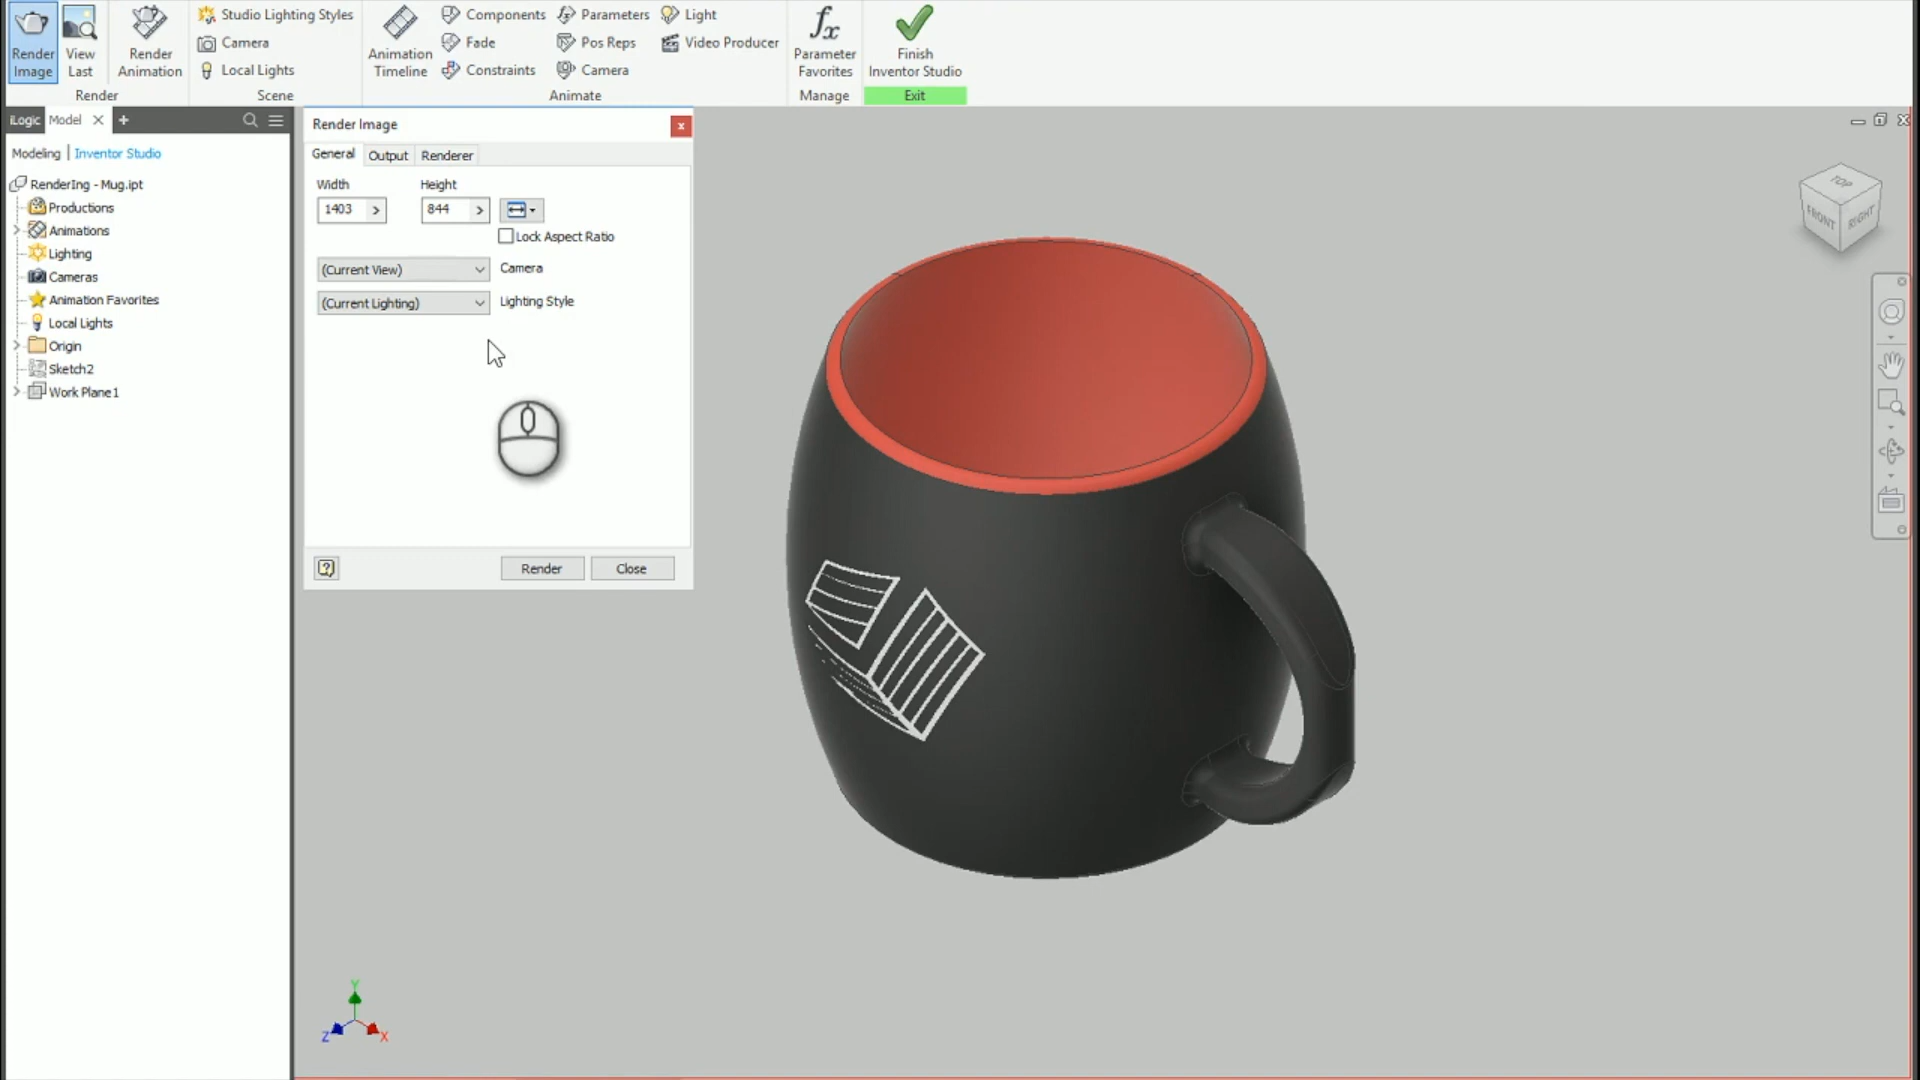 Render Image
View Last
Render Animation
Studio Lighting Styles
Camera
Local Lights
Animation Timeline
Components
Fade
Constraints
Parameters
Pos Reps
Camera
Light
Video Producer
fx
Parameter Favorites
Finish Inventor Studio
Render
Scene
Animate
Manage
Exit
iLogic
Model
Modeling | Inventor Studio
RenderIng - Mug.ipt
Productions
Animations
Lighting
Cameras
Animation Favorites
Local Lights
Origin
Sketch2
Work Plane1
Render Image
General
Output
Renderer
Width
Height
1403
844
Lock Aspect Ratio
(Current View)
Camera
(Current Lighting)
Lighting Style
Render
Close
TOP
FRONT
RIGHT
Y
Z
X